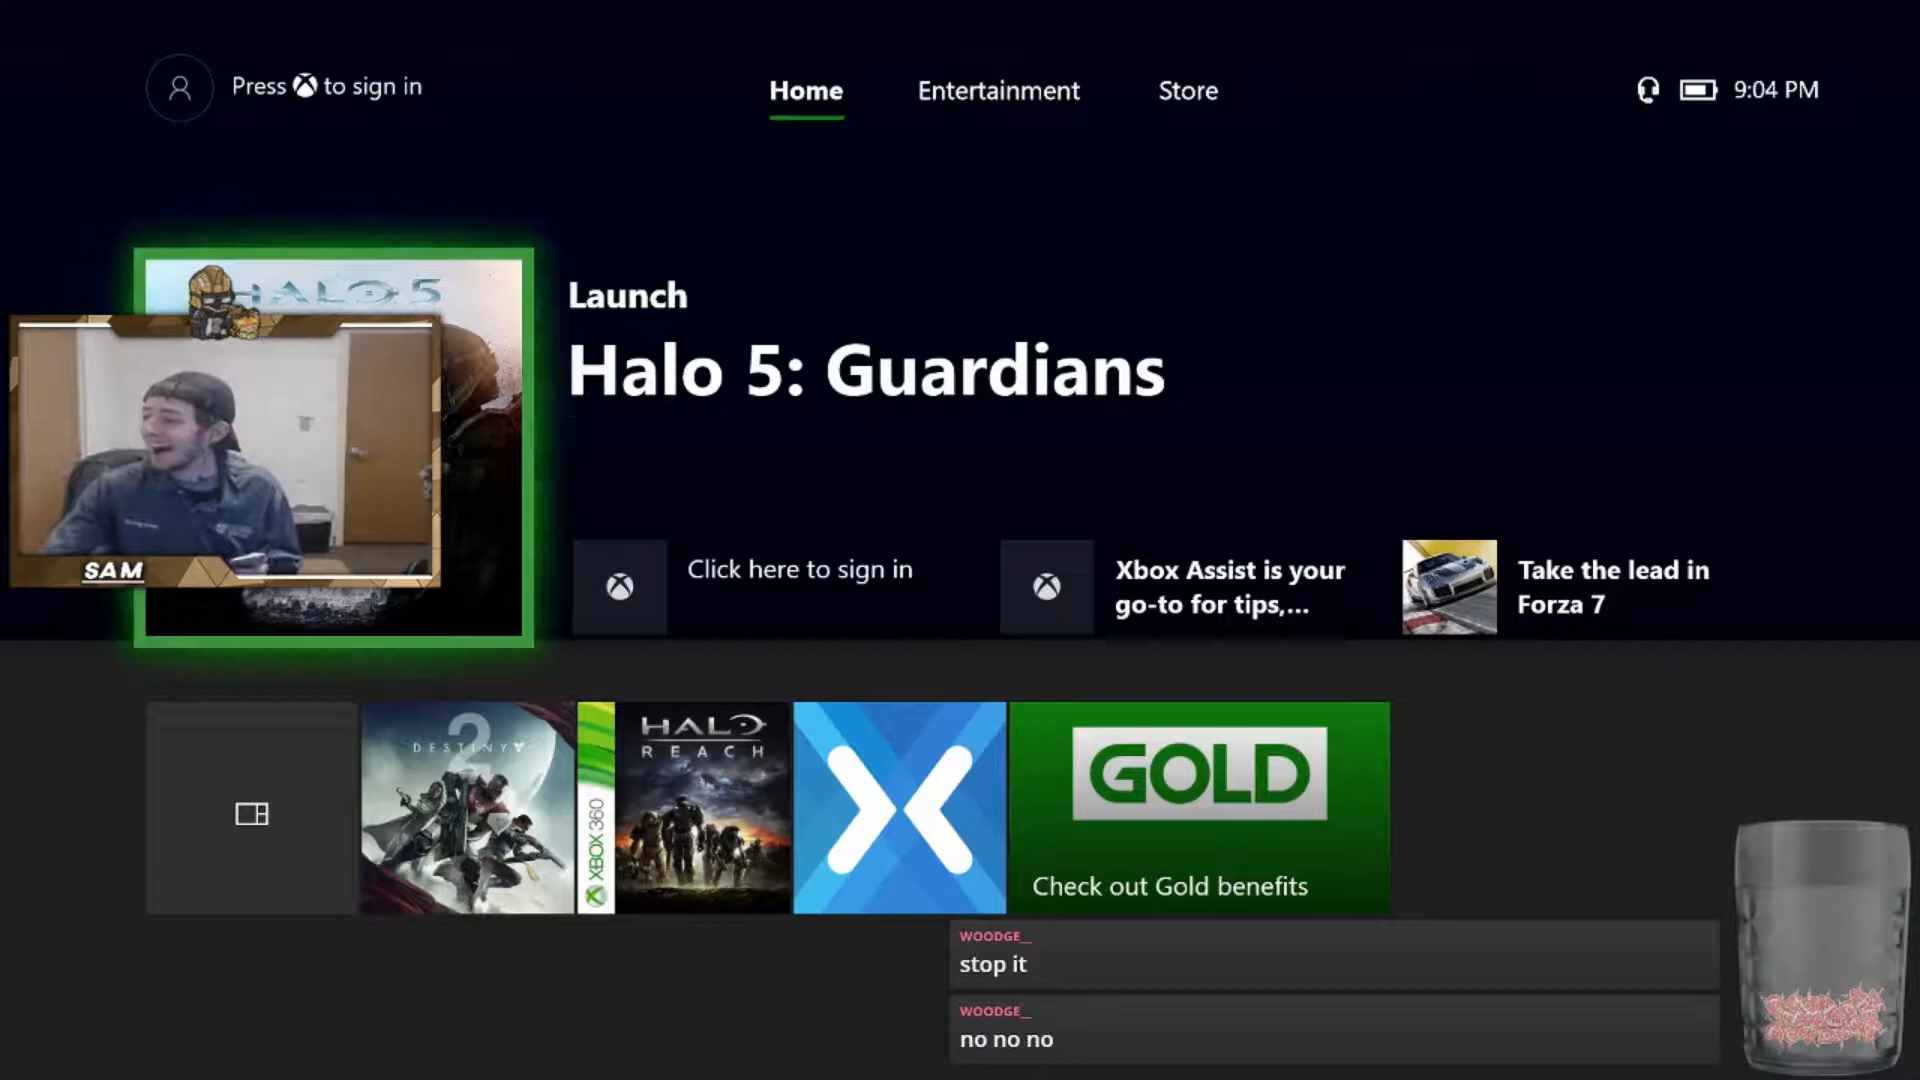 Press to sign in
Home
Entertainment
Store
9:04 PM
HALO 5
SAM
Launch
Halo 5: Guardians
Click here to sign in
Xbox Assist is your
go-to for tips,...
Take the lead in
Forza 7
2
DESTINY
XBOX 360
HALO
REACH
GOLD
Check out Gold benefits
WOODGE__
stop it
WOODGE__
no no no